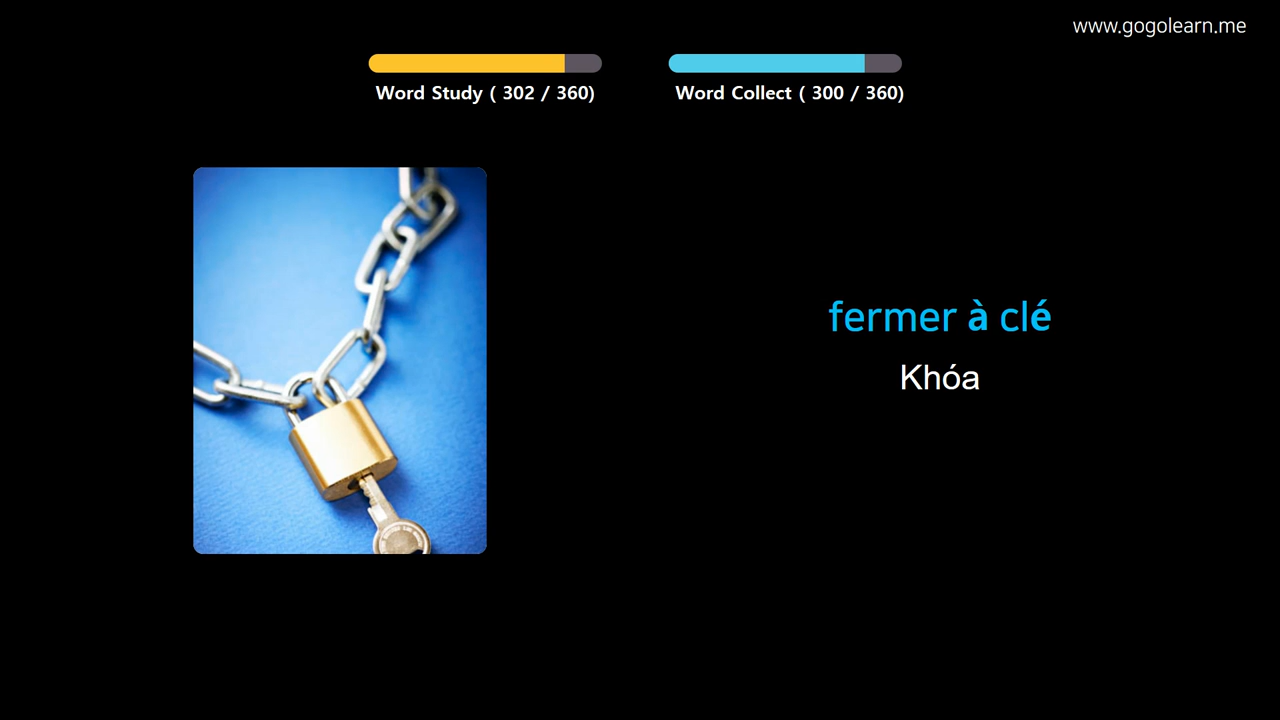 www.gogolearn.me
Word Study ( 302 / 360)
Word Collect ( 300 / 360)
fermer à clé
Khóa